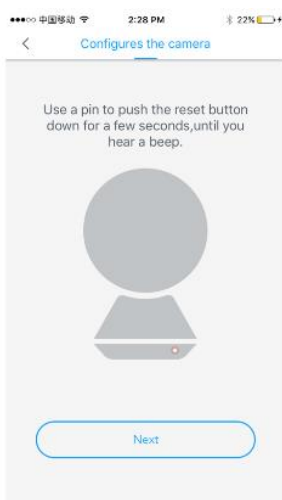 中国移动 2:28 PM 22%
Configures the camera
Use a pin to push the reset button
down for a few seconds,until you
hear a beep.
Next